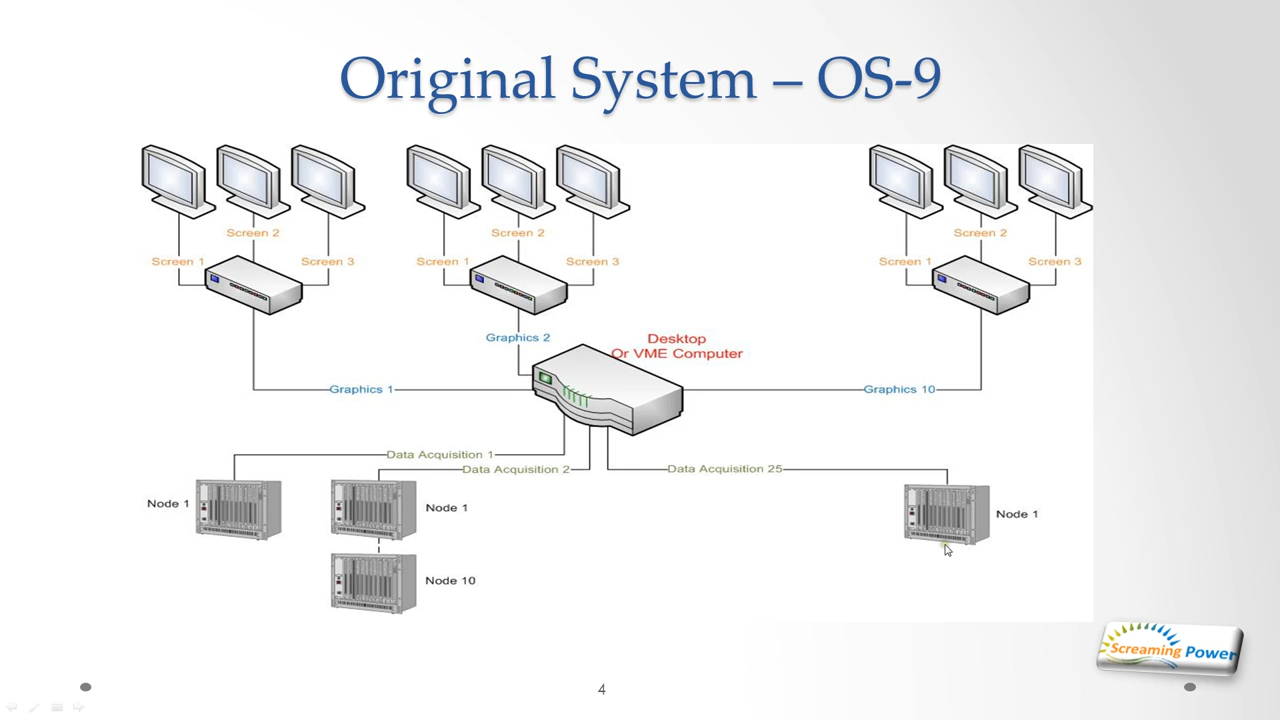 Original System – OS-9
Screen 2
Screen 1
Screen 3
Screen 2
Screen 1
Screen 3
Screen 2
Screen 1
Screen 3
Graphics 2
Desktop
Or VME Computer
Graphics 1
Graphics 10
Data Acquisition 1
Data Acquisition 2
Data Acquisition 25
Node 1
Node 1
Node 1
Node 10
Screaming Power
4